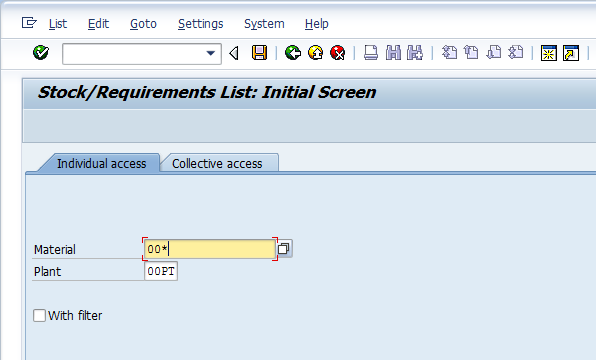 List Edit Goto Settings System Help
Stock/Requirements List: Initial Screen
Individual access Collective access
Material 00*
Plant 00PT
With filter